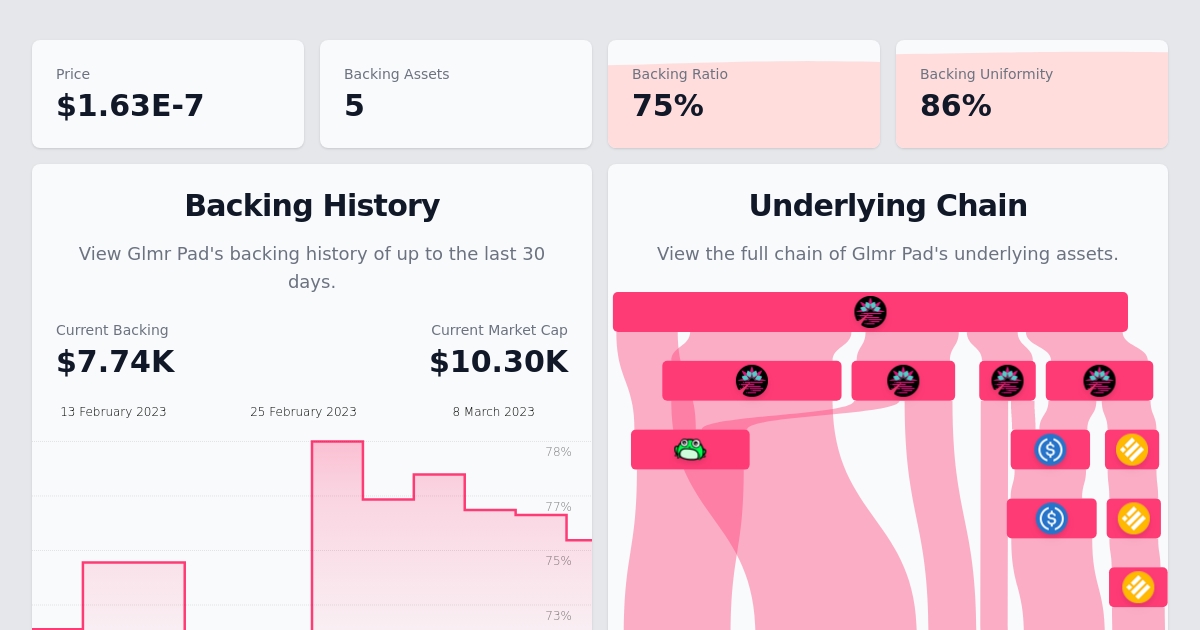 Price
$1.63E-7
Backing Assets
5
Backing Ratio
75%
Backing Uniformity
86%
Backing History
View Glmr Pad's backing history of up to the last 30
days.
Current Backing
$7.74K
Current Market Cap
$10.30K
13 February 2023
25 February 2023
8 March 2023
78%
77%
75%
73%
Underlying Chain
View the full chain of Glmr Pad's underlying assets.